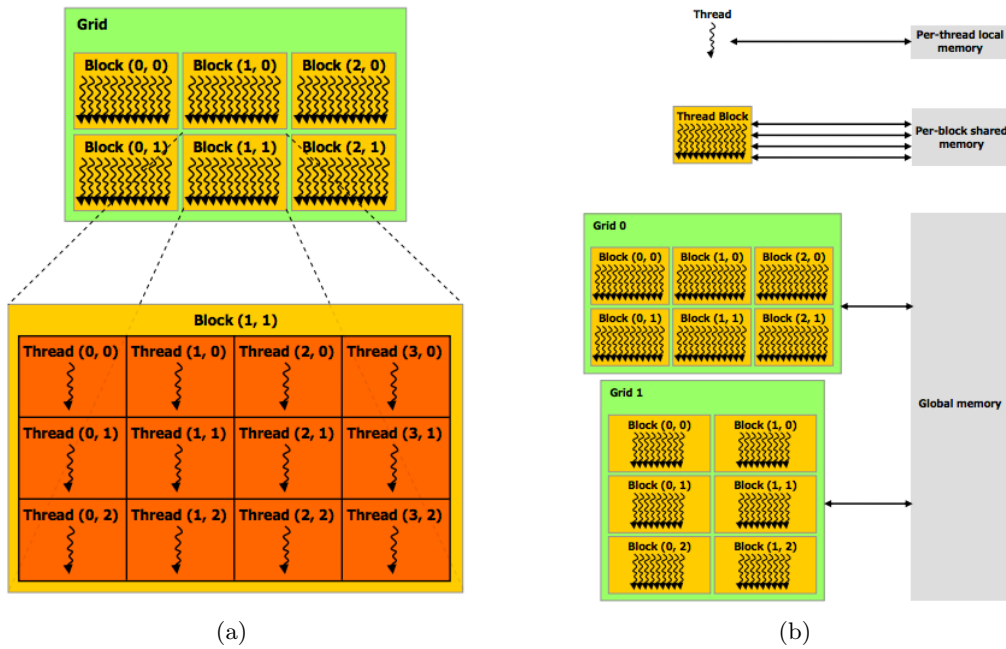 Grid
Block (0, 0) Block (1, 0) Block (2, 0)
Block (0, 1) Block (1, 1) Block (2, 1)
Block (1, 1)
Thread (0, 0) Thread (1, 0) Thread (2, 0) Thread (3, 0)
Thread (0, 1) Thread (1, 1) Thread (2, 1) Thread (3, 1)
Thread (0, 2) Thread (1, 2) Thread (2, 2) Thread (3, 2)
(a)
Thread
Per-thread local
memory
Thread Block
Per-block shared
memory
Grid 0
Block (0, 0) Block (1, 0) Block (2, 0)
Block (0, 1) Block (1, 1) Block (2, 1)
Grid 1
Block (0, 0) Block (1, 0)
Block (0, 1) Block (1, 1)
Block (0, 2) Block (1, 2)
Global memory
(b)